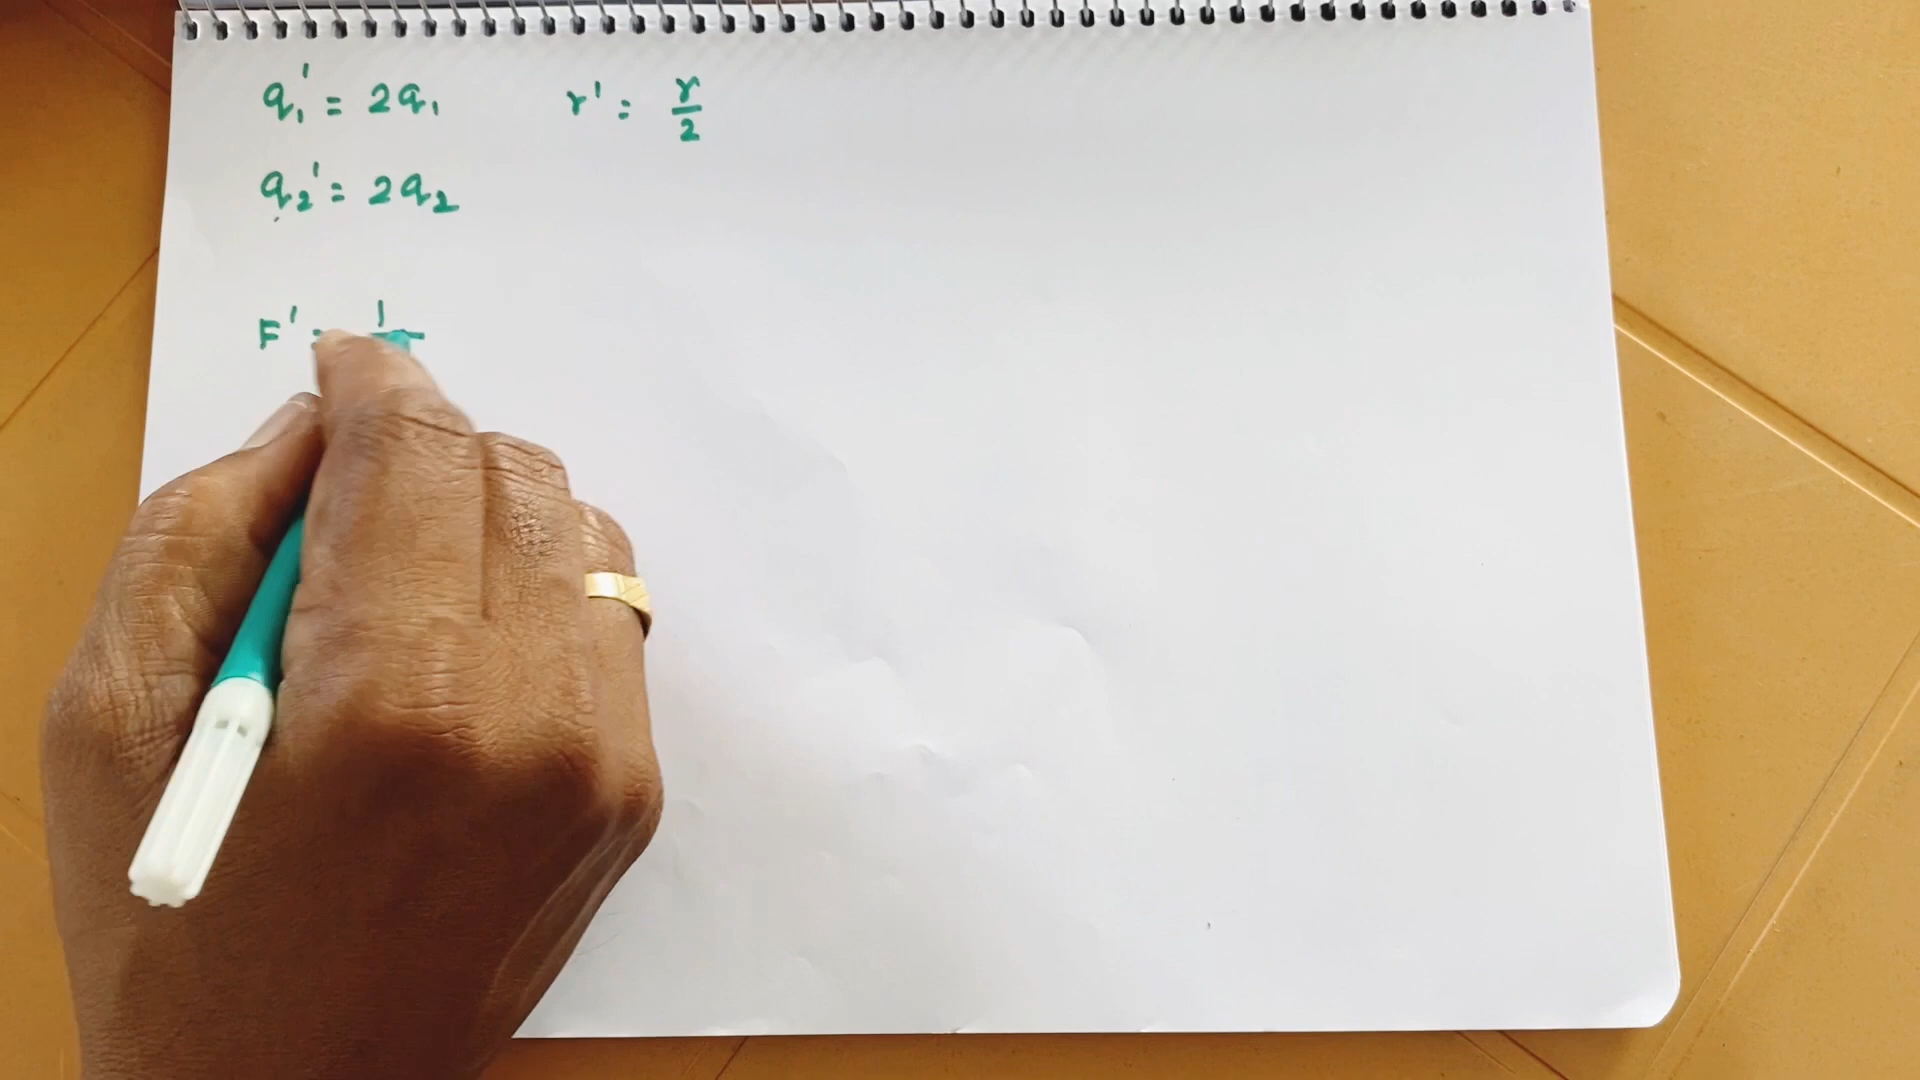 q₁' = 2q₁ r' = r/2
q₂' = 2q₂
F' = 1